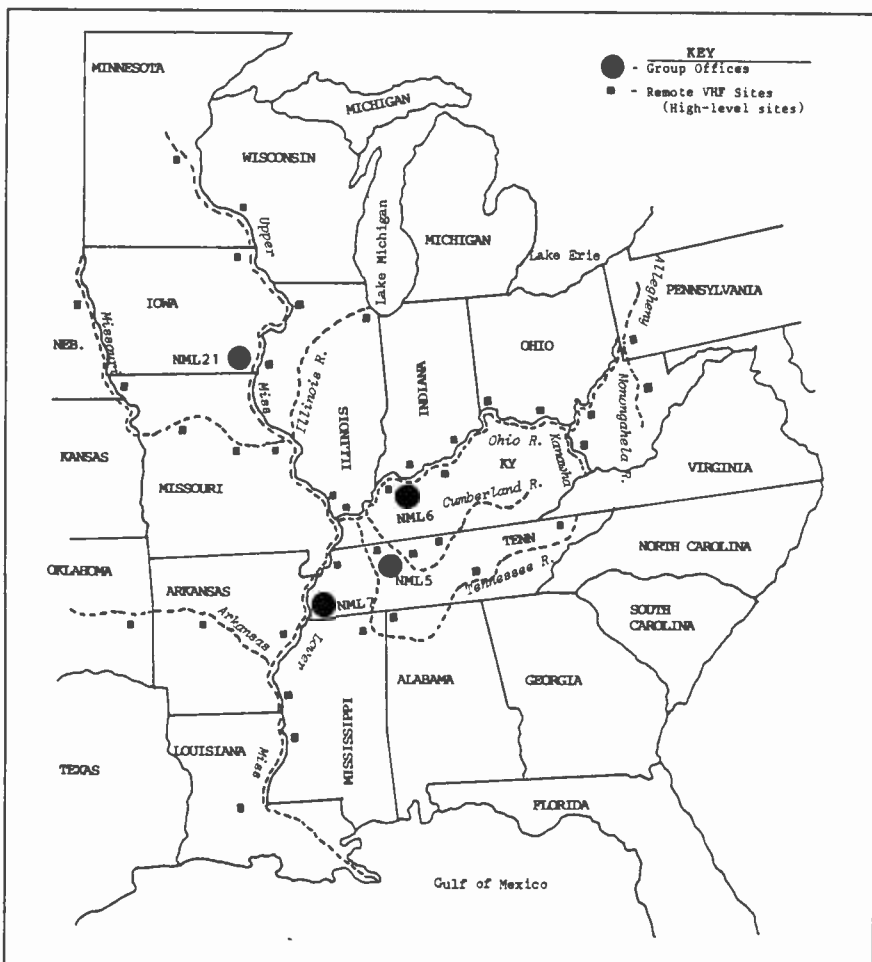 KEY
- Group Offices
- Remote VHF Sites
(High-level sites)
MINNESOTA
MICHIGAN
WISCONSIN
Upper
Lake Michigan
MICHIGAN
Lake Erie
Allegheny
PENNSYLVANIA
IOWA
NEB.
Missouri
NML21
Miss
Illinois R.
ILLINOIS
INDIANA
OHIO
Monongahela R.
KANSAS
MISSOURI
Ohio R.
Kanawha
KY
VIRGINIA
NML6
Cumberland R.
TENN
NORTH CAROLINA
OKLAHOMA
ARKANSAS
Arkansas
NML5
Tennessee R.
NML7
SOUTH
CAROLINA
Lower
ALABAMA
GEORGIA
MISSISSIPPI
LOUISIANA
Miss
TEXAS
FLORIDA
Gulf of Mexico